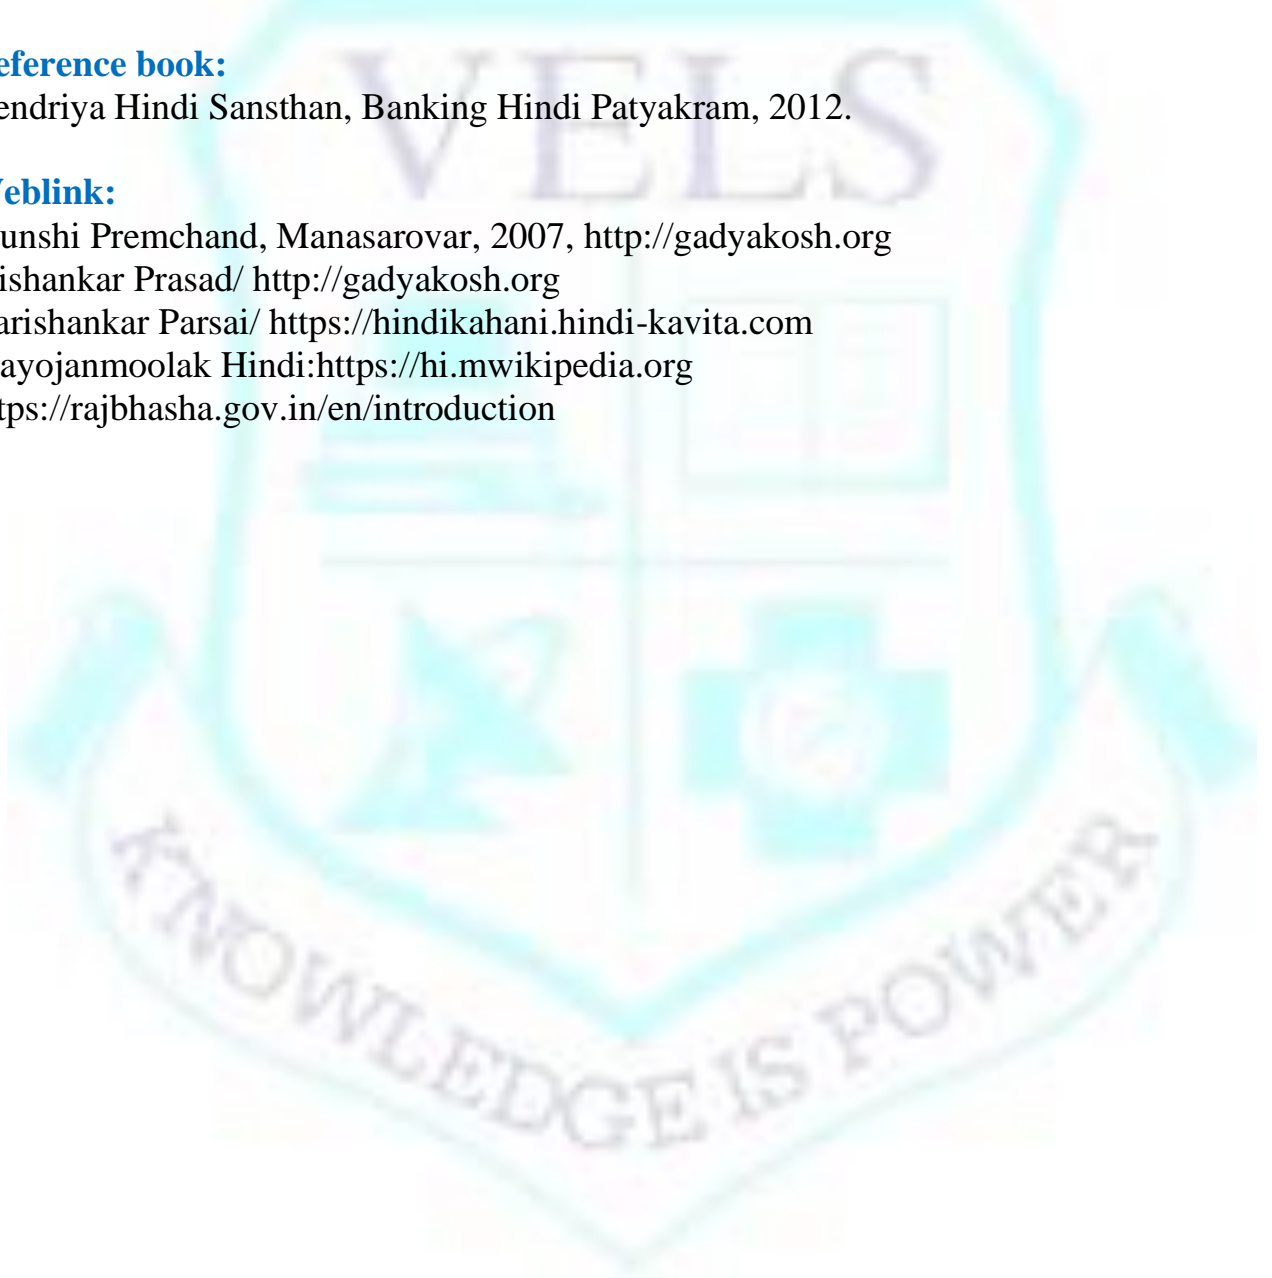 eference book:
endriya Hindi Sansthan, Banking Hindi Patyakram, 2012.
eblink:
unshi Premchand, Manasarovar, 2007, http://gadyakosh.org
ishankar Prasad/ http://gadyakosh.org
arishankar Parsai/ https://hindikahani.hindi-kavita.com
ayojanmoolak Hindi:https://hi.mwikipedia.org
tps://rajbhasha.gov.in/en/introduction
VELS
KNOWLEDGE IS POWER